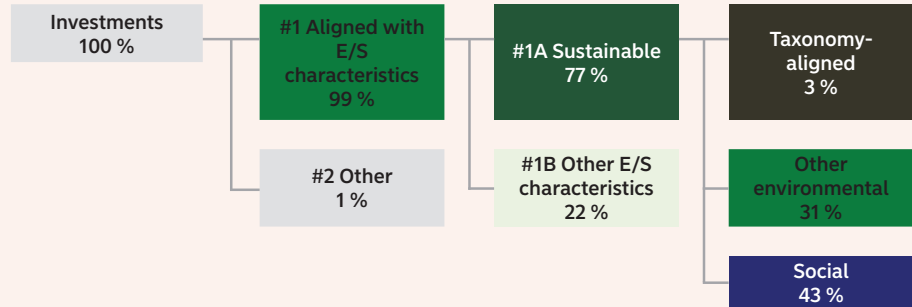 Investments
100 %
#1 Aligned with
E/S
characteristics
99 %
#2 Other
1 %
#1A Sustainable
77 %
#1B Other E/S
characteristics
22 %
Taxonomy-
aligned
3 %
Other
environmental
31 %
Social
43 %